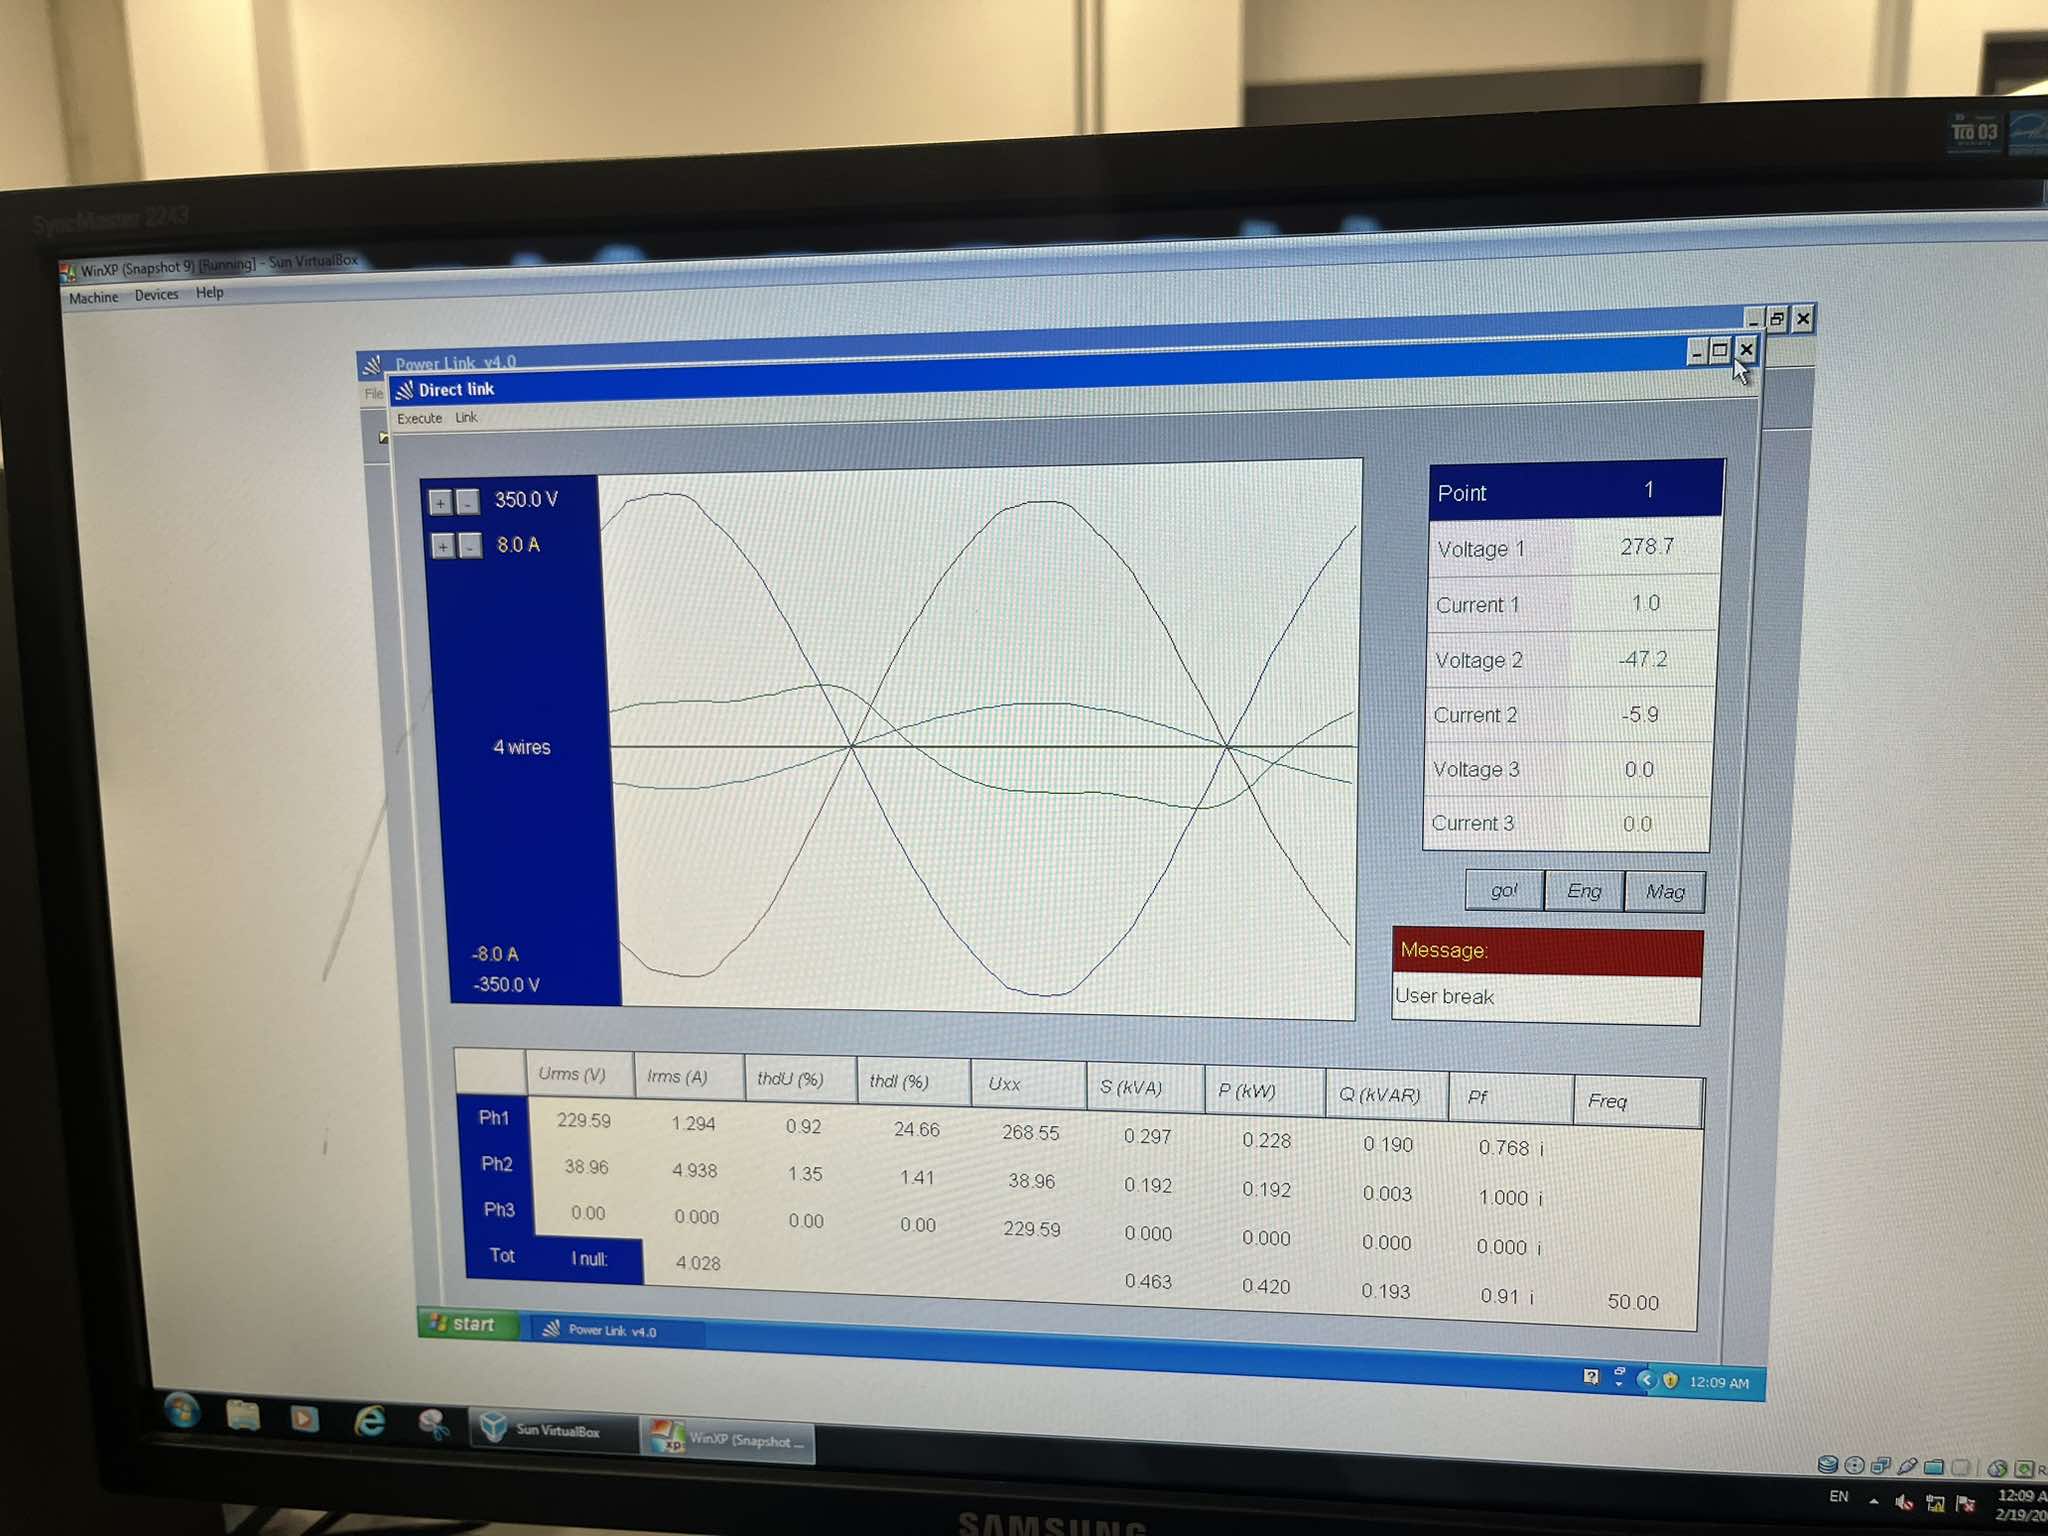 Tco 03
SyncMaster 2243
WinXP (Snapshot 9) [Running] - Sun VirtualBox
Machine Devices Help
Power Link v4.0
File
Direct link
Execute Link
+ - 350.0 V
+ - 8.0 A
4 wires
-8.0 A
-350.0 V
Point 1
Voltage 1 278.7
Current 1 1.0
Voltage 2 -47.2
Current 2 -5.9
Voltage 3 0.0
Current 3 0.0
go! Eng Mag
Message:
User break
Urms (V) Irms (A) thdU (%) thdI (%) Uxx S (kVA) P (kW) Q (kVAR) Pf Freq
Ph1 229.59 1.294 0.92 24.66 268.55 0.297 0.228 0.190 0.768 i
Ph2 38.96 4.938 1.35 1.41 38.96 0.192 0.192 0.003 1.000 i
Ph3 0.00 0.000 0.00 0.00 229.59 0.000 0.000 0.000 0.000 i
Tot I null: 4.028 0.463 0.420 0.193 0.91 i 50.00
start Power Link v4.0
12:09 AM
Sun VirtualBox WinXP (Snapshot ...
EN 12:09 A
2/19/20
SAMSUNG